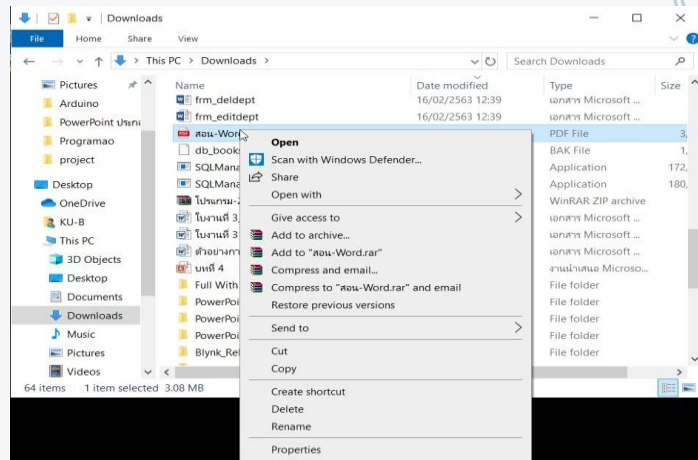 Downloads
File Home Share View
This PC > Downloads >
Search Downloads
Pictures
Arduino
PowerPoint
Programao
project
Desktop
OneDrive
KU-B
This PC
3D Objects
Desktop
Documents
Downloads
Music
Pictures
Videos
Name Date modified Type Size
frm_deldept 16/02/2563 12:39 เอกสาร Microsoft ...
frm_editdept 16/02/2563 12:39 เอกสาร Microsoft ...
สอน-Wor PDF File 3,
db_book BAK File 1,
SQLMana Application 172,
SQLMana Application 180,
โปรแกรม-2 WinRAR ZIP archive
ใบงานที่ 3 เอกสาร Microsoft ...
ใบงานที่ 3 เอกสาร Microsoft ...
ตัวอย่างกา เอกสาร Microsoft ...
บทที่ 4 งานนำเสนอ Microso...
Full With File folder
PowerPoi File folder
PowerPoi File folder
PowerPoi File folder
Blynk_Rel File folder
Open
Scan with Windows Defender...
Share
Open with
Give access to
Add to archive...
Add to "สอน-Word.rar"
Compress and email...
Compress to "สอน-Word.rar" and email
Restore previous versions
Send to
Cut
Copy
Create shortcut
Delete
Rename
Properties
64 items 1 item selected 3.08 MB